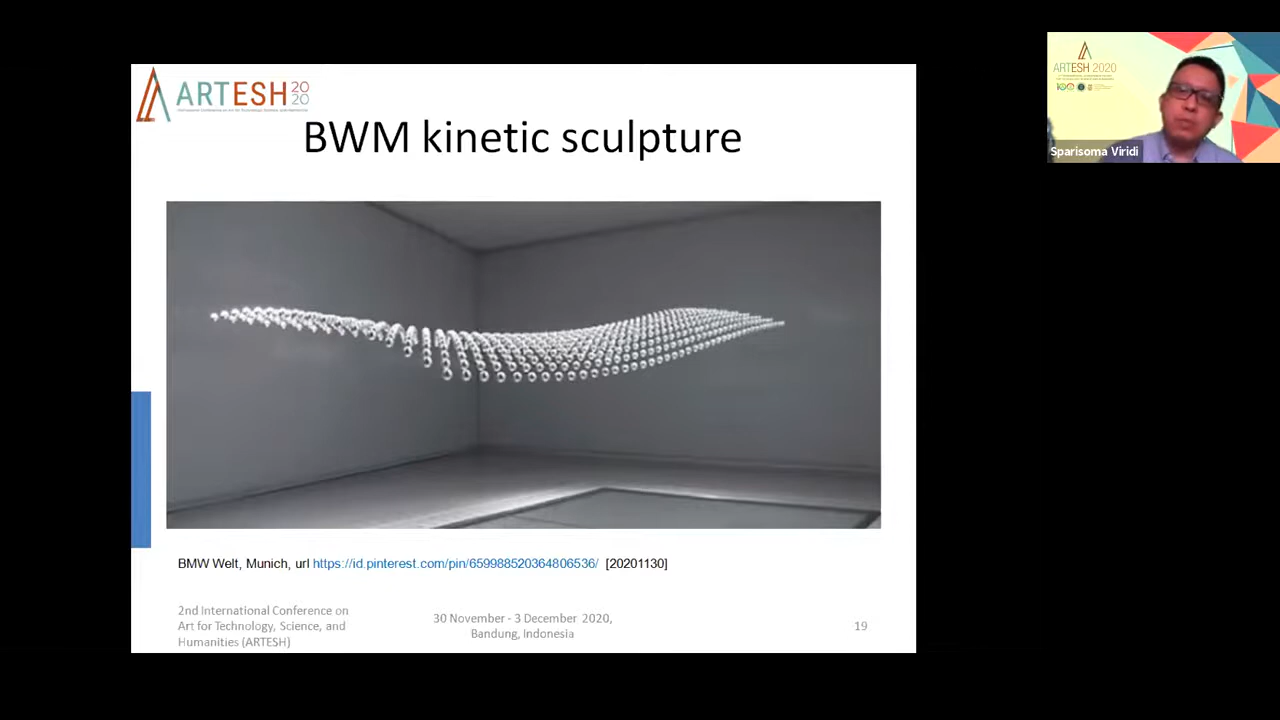 ARTESH 20
20
BWM kinetic sculpture
BMW Welt, Munich, url https://id.pinterest.com/pin/659988520364806536/ [20201130]
2nd International Conference on
Art for Technology, Science, and
Humanities (ARTESH)
30 November - 3 December 2020,
Bandung, Indonesia
19
ARTESH 2020
Sparisoma Viridi